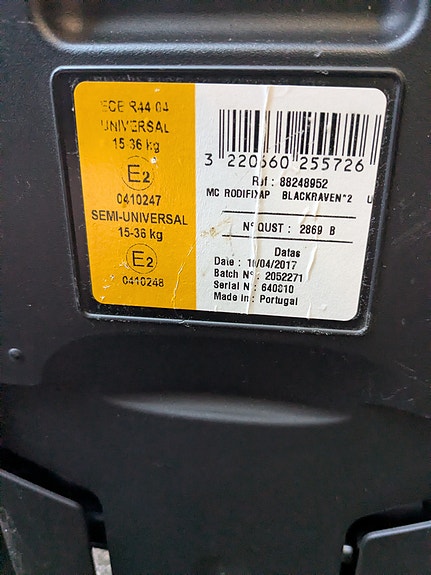 ECE R44 04
UNIVERSAL
15-36 kg
E2
0410247
SEMI-UNIVERSAL
15-36 kg
E2
0410248
3 220660 255726
Ref : 88248952
MC RODIFIXAP BLACKRAVEN*2 U
N° QUST : 2869 B
Datas
Date : 10/04/2017
Batch N° : 2052271
Serial N : 640010
Made in : Portugal